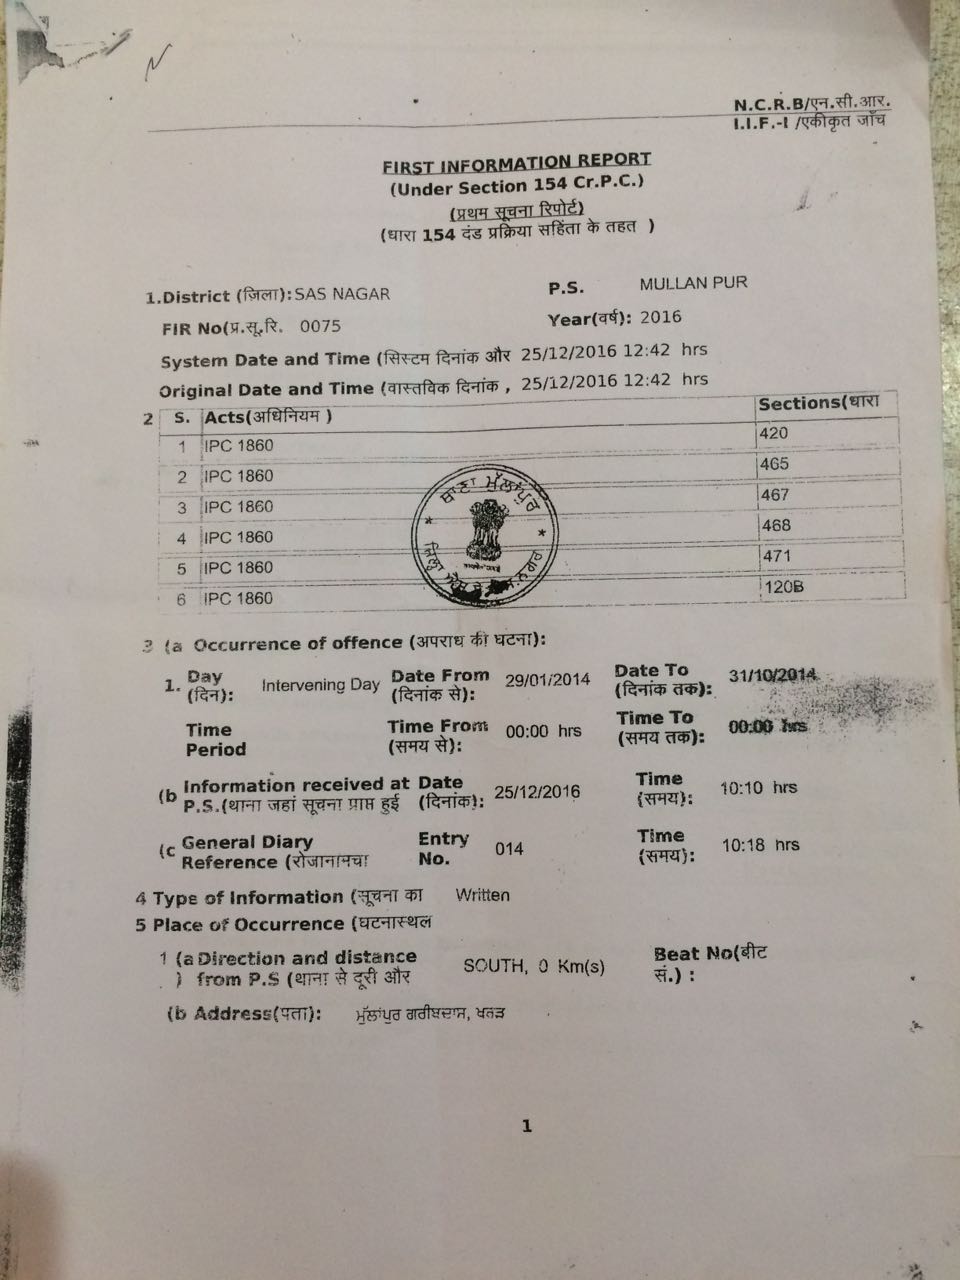 N.C.R.B/एन.सी.आर.
I.I.F.-I /एकीकृत जाँच
FIRST INFORMATION REPORT
(Under Section 154 Cr.P.C.)
(प्रथम सूचना रिपोर्ट)
(धारा 154 दंड प्रक्रिया सहिंता के तहत )
1.District (ज़िला): SAS NAGAR P.S. MULLAN PUR
FIR No(प्र.सू.रि. 0075 Year(वर्ष): 2016
System Date and Time (सिस्टम दिनांक और 25/12/2016 12:42 hrs
Original Date and Time (वास्तविक दिनांक , 25/12/2016 12:42 hrs
2 S. Acts(अधिनियम ) Sections(धारा
1 IPC 1860 420
2 IPC 1860 465
3 IPC 1860 467
4 IPC 1860 468
5 IPC 1860 471
6 IPC 1860 120B
ਥਾਣਾ ਮੁੱਲਾਂਪੁਰ
ਜਿਲ੍ਹਾ ਨਗਰ
3 (a Occurrence of offence (अपराध की घटना):
1. Day Intervening Day Date From 29/01/2014 Date To 31/10/2014
(दिन): (दिनांक से): (दिनांक तक):
Time Time From 00:00 hrs Time To 00:00 hrs
Period (समय से): (समय तक):
(b Information received at Date 25/12/2016 Time 10:10 hrs
P.S.(थाना जहां सूचना प्राप्त हुई (दिनांक): (समय):
(c General Diary Entry 014 Time 10:18 hrs
Reference (रोजानामचा No. (समय):
4 Type of Information (सूचना का Written
5 Place of Occurrence (घटनास्थल
1 (a Direction and distance SOUTH, 0 Km(s) Beat No(बीट
) from P.S (थाना से दूरी और सं.) :
(b Address(पता): ਮੁੱਲਾਂਪੁਰ ਗਰੀਬਦਾਸ, ਖਰੜ
1